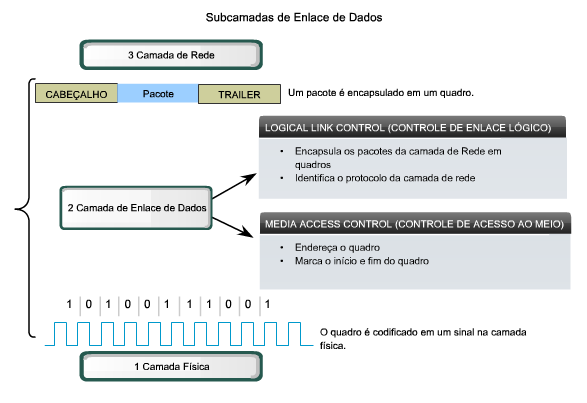 Subcamadas de Enlace de Dados
3 Camada de Rede
CABEÇALHO Pacote TRAILER Um pacote é encapsulado em um quadro.
LOGICAL LINK CONTROL (CONTROLE DE ENLACE LÓGICO)
• Encapsula os pacotes da camada de Rede em
quadros
• Identifica o protocolo da camada de rede
2 Camada de Enlace de Dados
MEDIA ACCESS CONTROL (CONTROLE DE ACESSO AO MEIO)
• Endereça o quadro
• Marca o início e fim do quadro
1 0 1 0 0 1 1 1 0 0 1
O quadro é codificado em um sinal na camada
física.
1 Camada Física